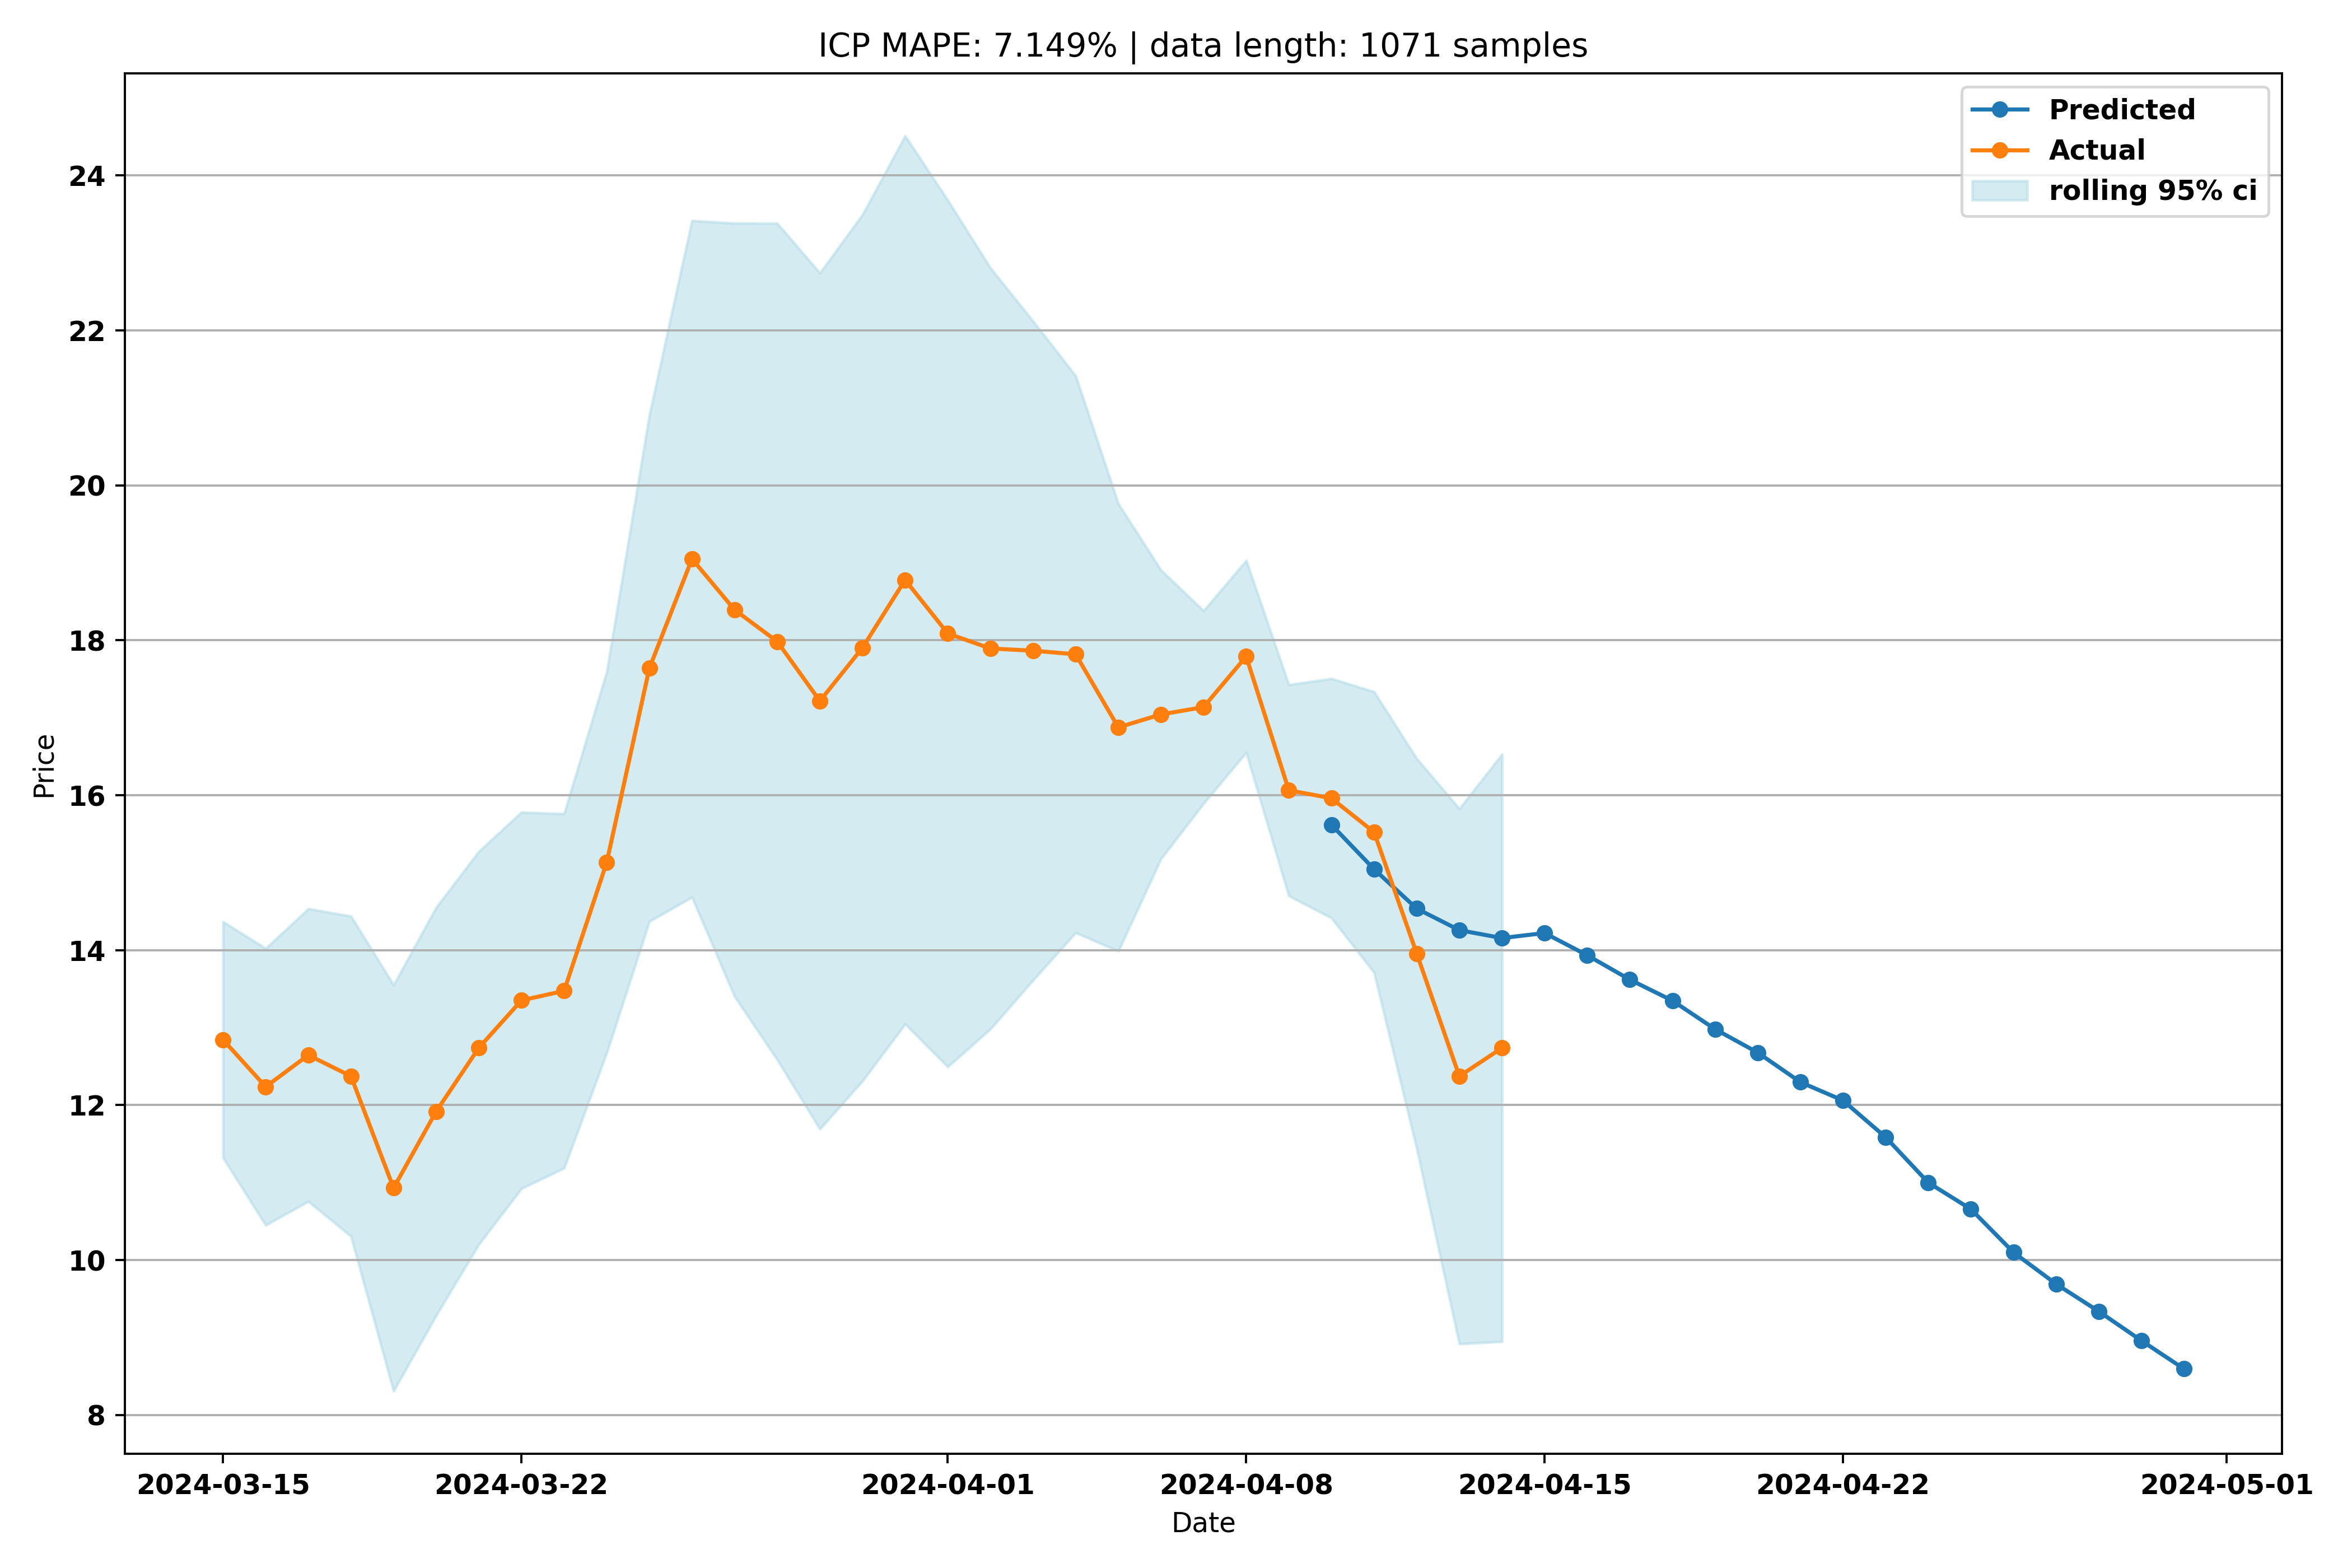 ICP MAPE: 7.149% | data length: 1071 samples
Predicted
Actual
rolling 95% ci
24
22
20
18
16
14
12
10
8
Price
2024-03-15
2024-03-22
2024-04-01
2024-04-08
2024-04-15
2024-04-22
2024-05-01
Date